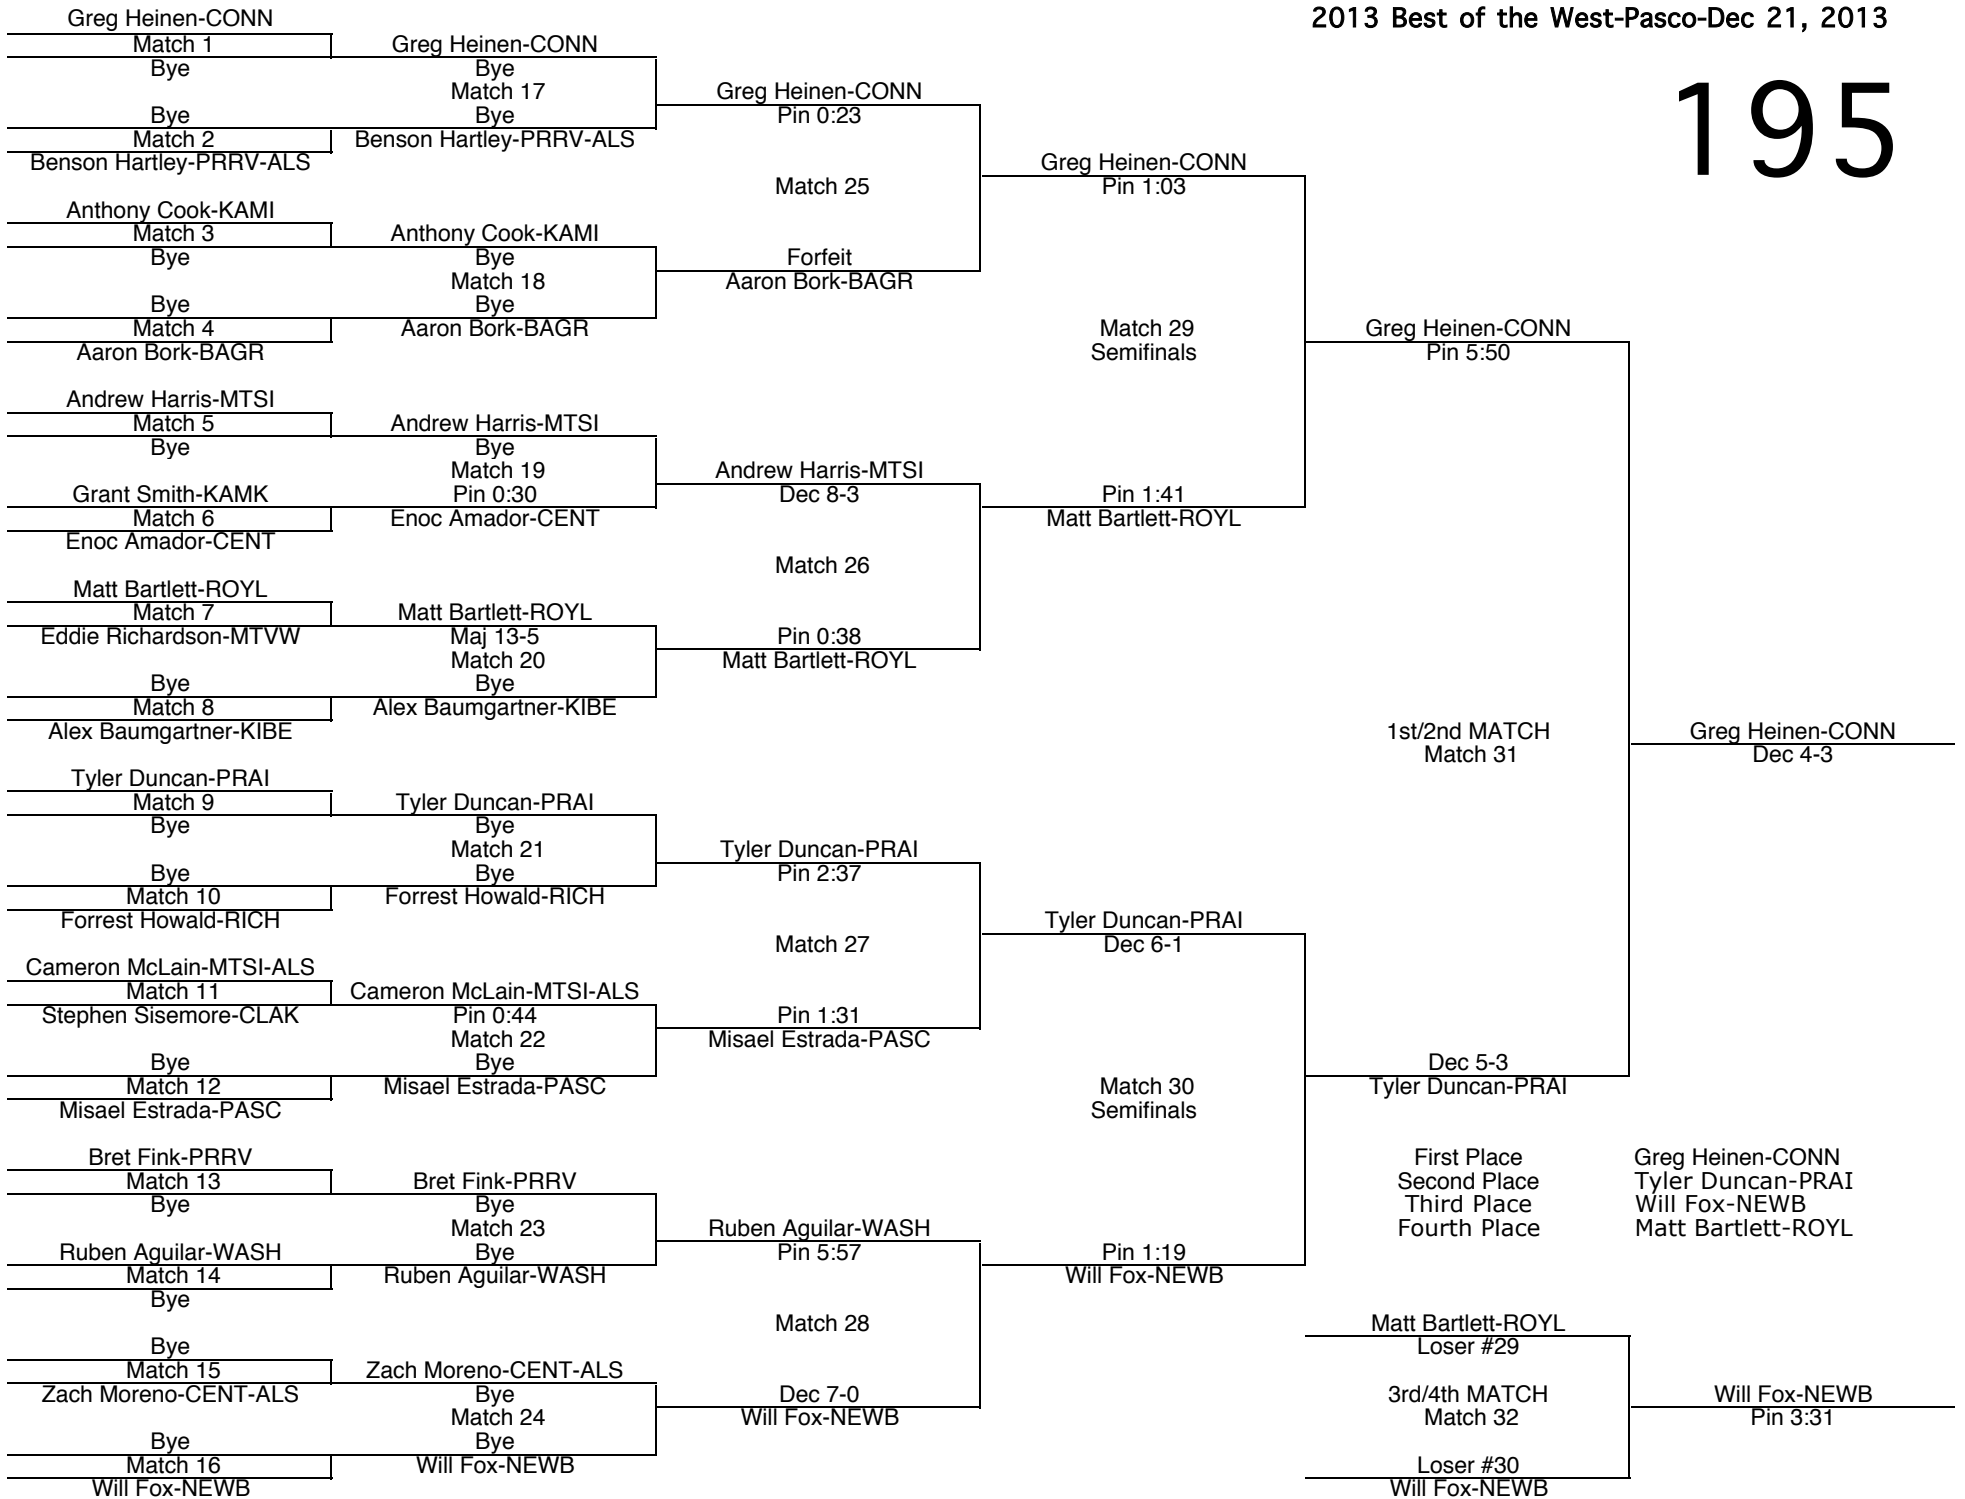 2013 Best of the West-Pasco-Dec 21, 2013
195
Greg Heinen-CONN
Match 1
Bye
Bye
Match 2
Benson Hartley-PRRV-ALS
Anthony Cook-KAMI
Match 3
Bye
Bye
Match 4
Aaron Bork-BAGR
Andrew Harris-MTSI
Match 5
Bye
Grant Smith-KAMK
Match 6
Enoc Amador-CENT
Matt Bartlett-ROYL
Match 7
Eddie Richardson-MTVW
Bye
Match 8
Alex Baumgartner-KIBE
Tyler Duncan-PRAI
Match 9
Bye
Bye
Match 10
Forrest Howald-RICH
Cameron McLain-MTSI-ALS
Match 11
Stephen Sisemore-CLAK
Bye
Match 12
Misael Estrada-PASC
Bret Fink-PRRV
Match 13
Bye
Ruben Aguilar-WASH
Match 14
Bye
Bye
Match 15
Zach Moreno-CENT-ALS
Bye
Match 16
Will Fox-NEWB
Greg Heinen-CONN
Bye
Match 17
Bye
Benson Hartley-PRRV-ALS
Anthony Cook-KAMI
Bye
Match 18
Bye
Aaron Bork-BAGR
Andrew Harris-MTSI
Bye
Match 19
Pin 0:30
Enoc Amador-CENT
Matt Bartlett-ROYL
Maj 13-5
Match 20
Bye
Alex Baumgartner-KIBE
Tyler Duncan-PRAI
Bye
Match 21
Bye
Forrest Howald-RICH
Cameron McLain-MTSI-ALS
Pin 0:44
Match 22
Bye
Misael Estrada-PASC
Bret Fink-PRRV
Bye
Match 23
Bye
Ruben Aguilar-WASH
Zach Moreno-CENT-ALS
Bye
Match 24
Bye
Will Fox-NEWB
Greg Heinen-CONN
Pin 0:23
Match 25
Forfeit
Aaron Bork-BAGR
Andrew Harris-MTSI
Dec 8-3
Match 26
Pin 0:38
Matt Bartlett-ROYL
Tyler Duncan-PRAI
Pin 2:37
Match 27
Pin 1:31
Misael Estrada-PASC
Ruben Aguilar-WASH
Pin 5:57
Match 28
Dec 7-0
Will Fox-NEWB
Greg Heinen-CONN
Pin 1:03
Match 29
Semifinals
Pin 1:41
Matt Bartlett-ROYL
Tyler Duncan-PRAI
Dec 6-1
Match 30
Semifinals
Pin 1:19
Will Fox-NEWB
Greg Heinen-CONN
Pin 5:50
1st/2nd MATCH
Match 31
Dec 5-3
Tyler Duncan-PRAI
Greg Heinen-CONN
Dec 4-3
First Place Greg Heinen-CONN
Second Place Tyler Duncan-PRAI
Third Place Will Fox-NEWB
Fourth Place Matt Bartlett-ROYL
Matt Bartlett-ROYL
Loser #29
3rd/4th MATCH
Match 32
Loser #30
Will Fox-NEWB
Will Fox-NEWB
Pin 3:31